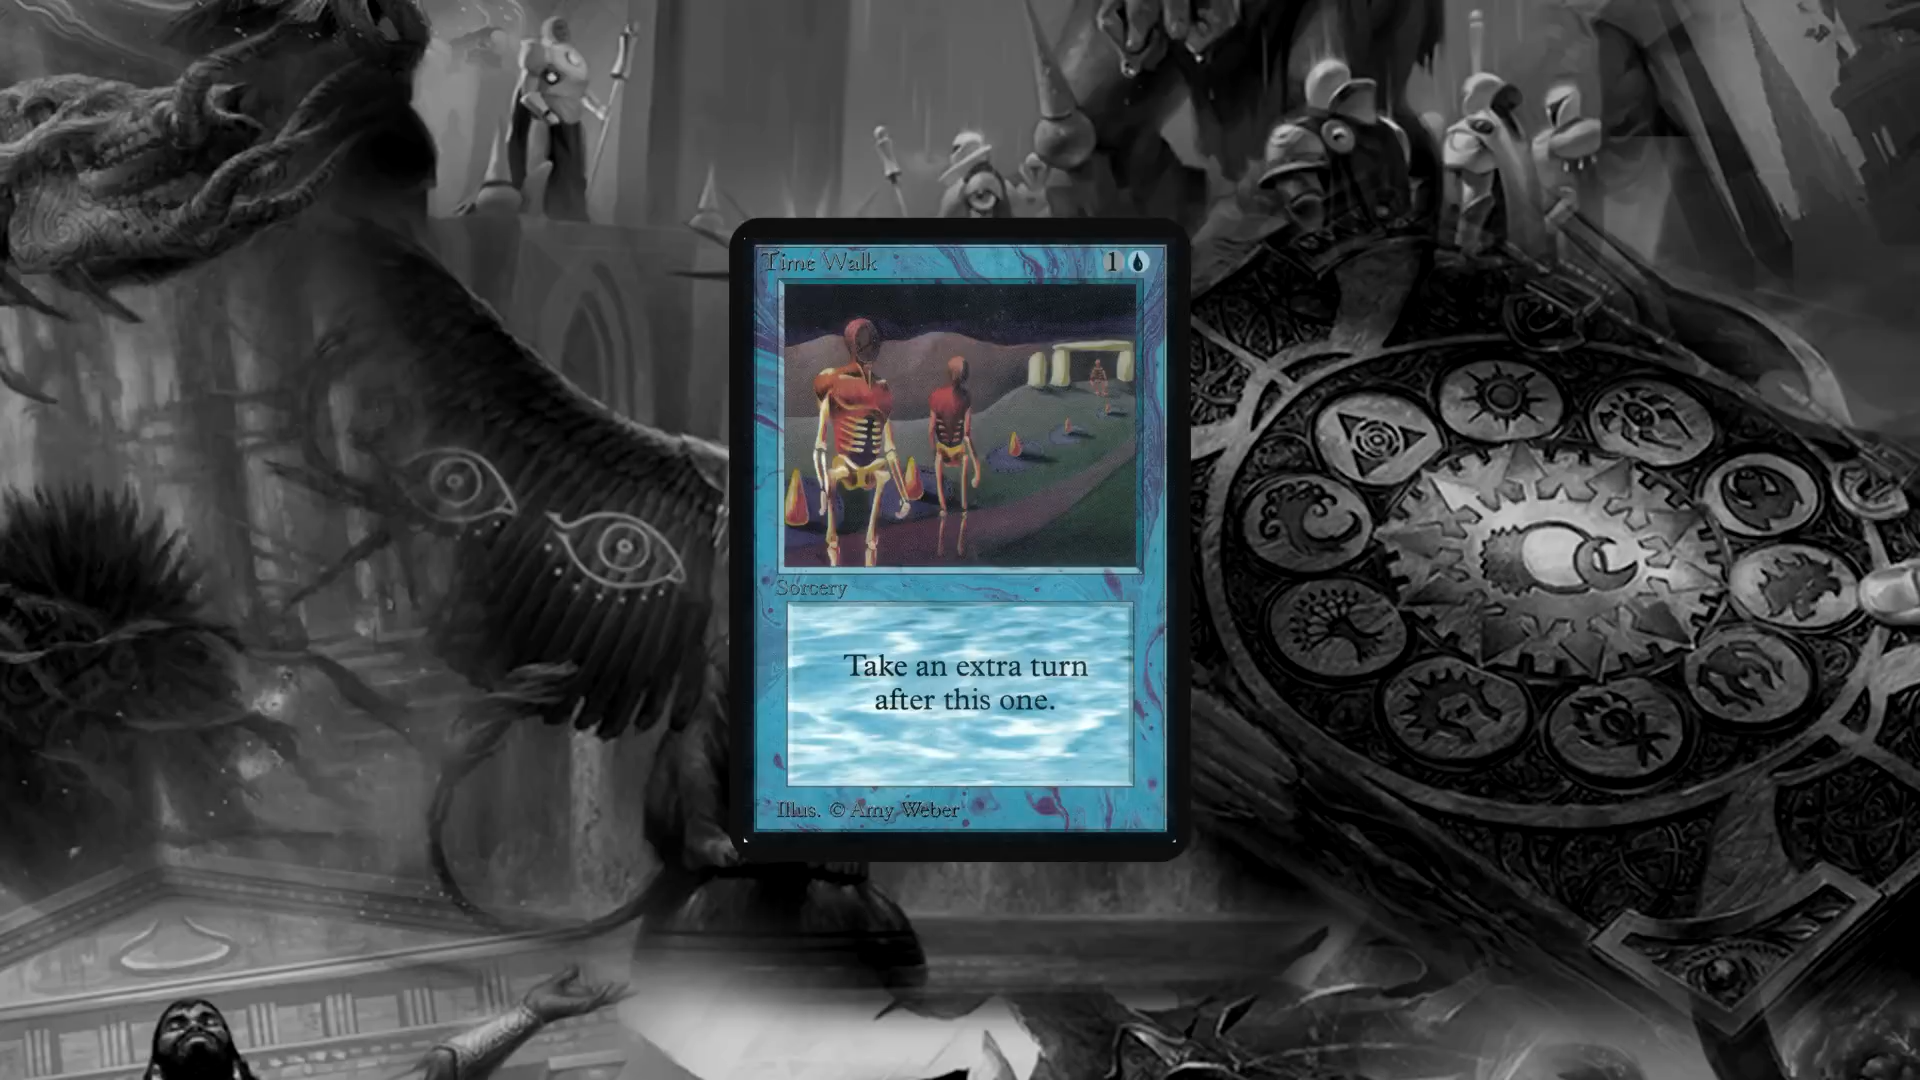 Time Walk 1
Sorcery
Take an extra turn
after this one.
Illus. © Amy Weber